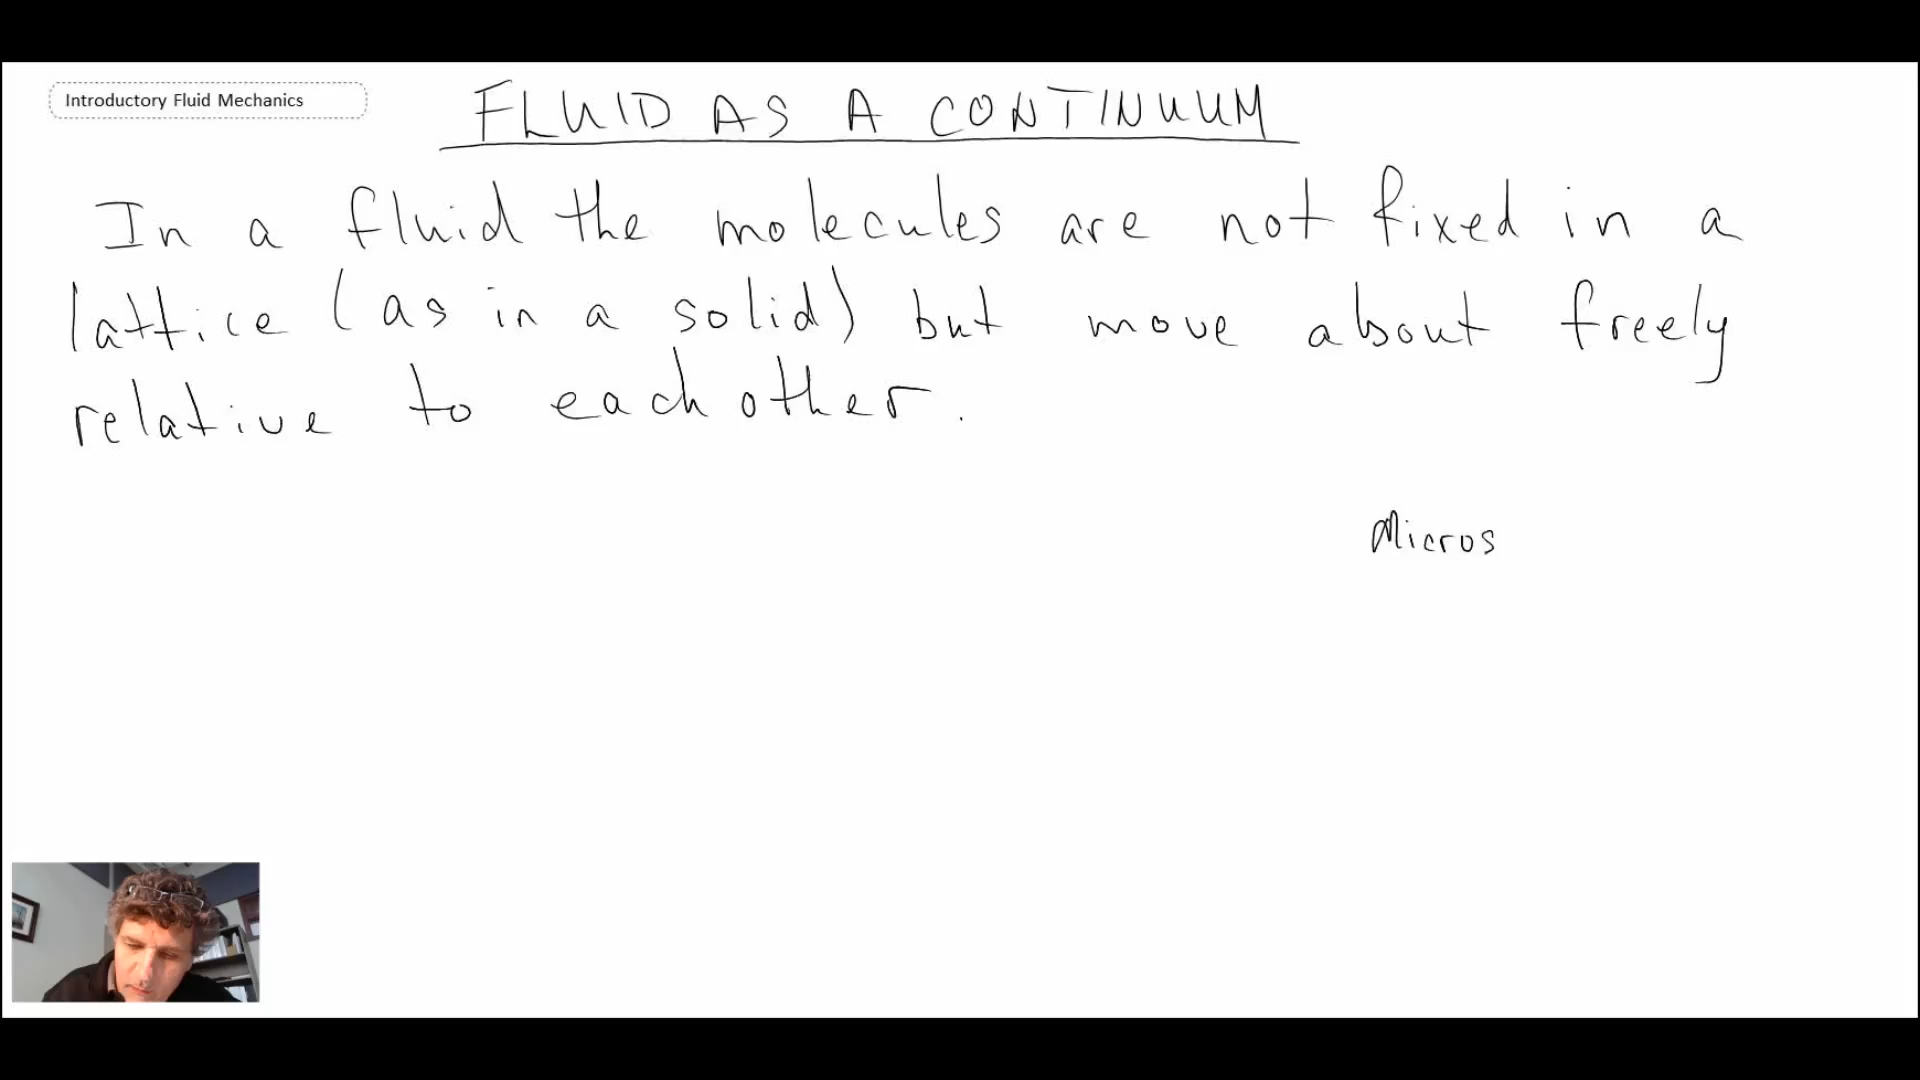 Introductory Fluid Mechanics
FLUID AS A CONTINUUM
In a fluid the molecules are not fixed in a
lattice (as in a solid) but move about freely
relative to each other.
Micros